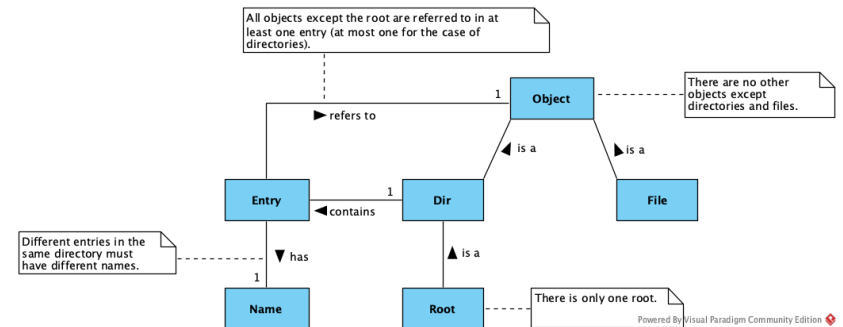 All objects except the root are referred to in at
least one entry (at most one for the case of
directories).
There are no other
objects except
directories and files.
1
Object
refers to
is a
is a
Entry
1
Dir
File
contains
Different entries in the
same directory must
have different names.
has
is a
1
Name
Root
There is only one root.
Powered By Visual Paradigm Community Edition